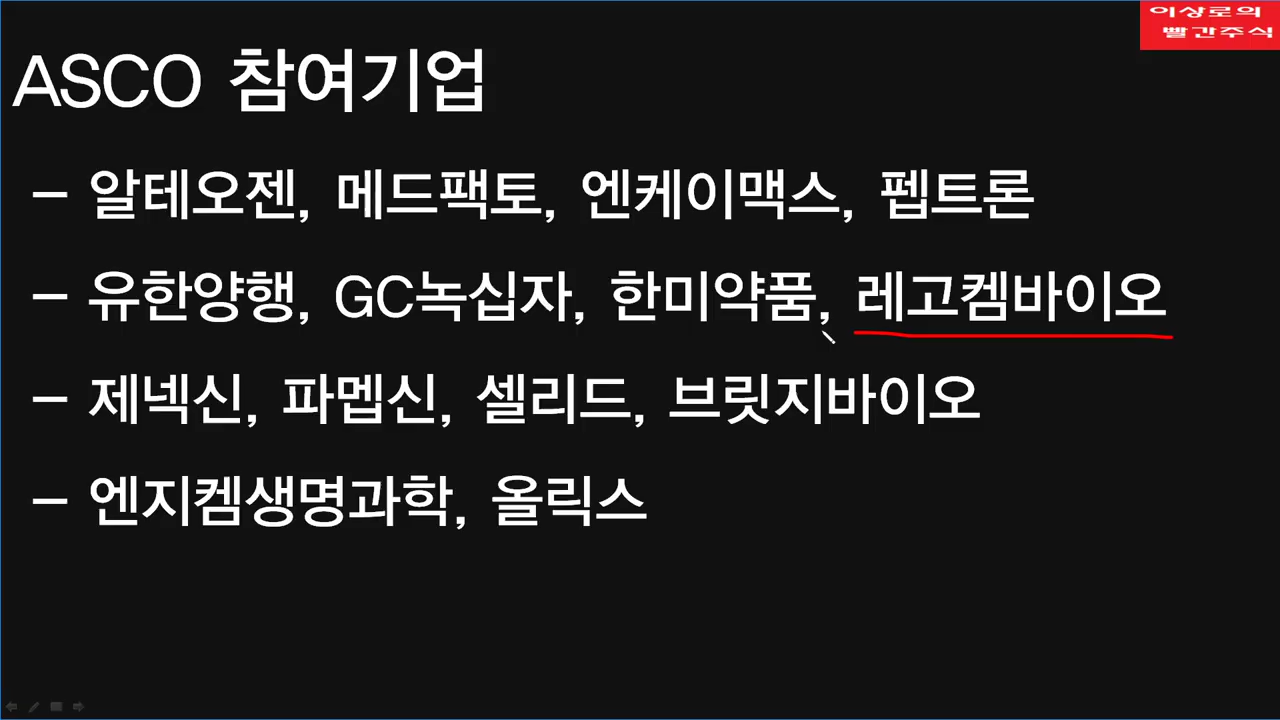 이상로의
빨간주식
ASCO 참여기업
– 알테오젠, 메드팩토, 엔케이맥스, 펩트론
– 유한양행, GC녹십자, 한미약품, 레고켐바이오
– 제넥신, 파멥신, 셀리드, 브릿지바이오
– 엔지켐생명과학, 올릭스